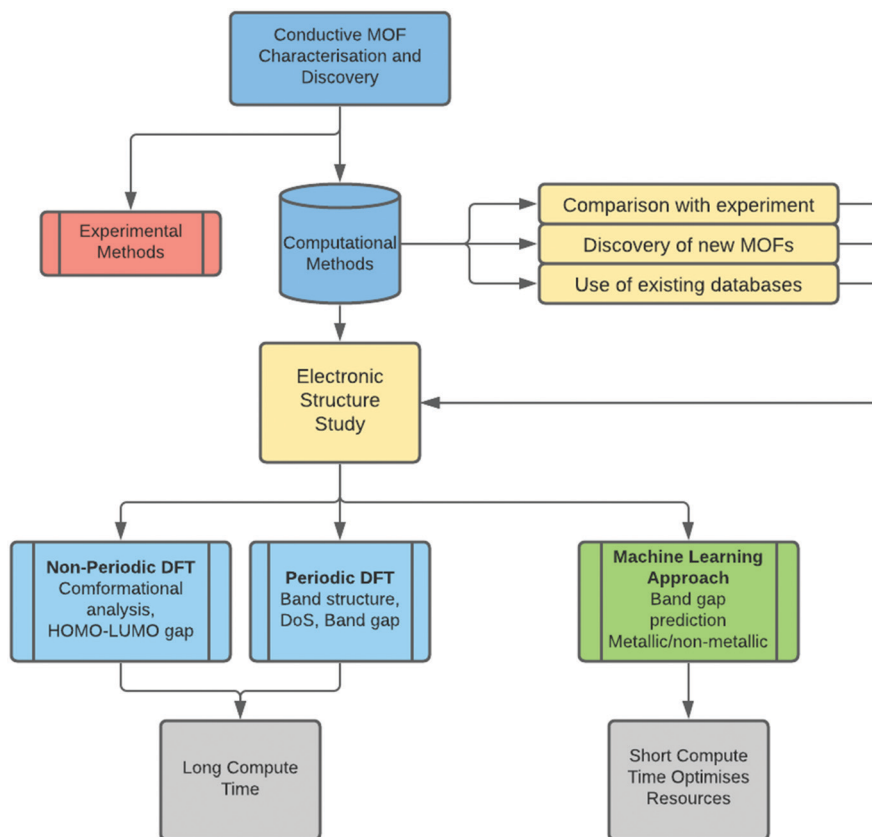 Conductive MOF
Characterisation and
Discovery
Experimental
Methods
Computational
Methods
Comparison with experiment
Discovery of new MOFs
Use of existing databases
Electronic
Structure
Study
Non-Periodic DFT
Comformational
analysis,
HOMO-LUMO gap
Periodic DFT
Band structure,
DoS, Band gap
Machine Learning
Approach
Band gap
prediction
Metallic/non-metallic
Long Compute
Time
Short Compute
Time Optimises
Resources